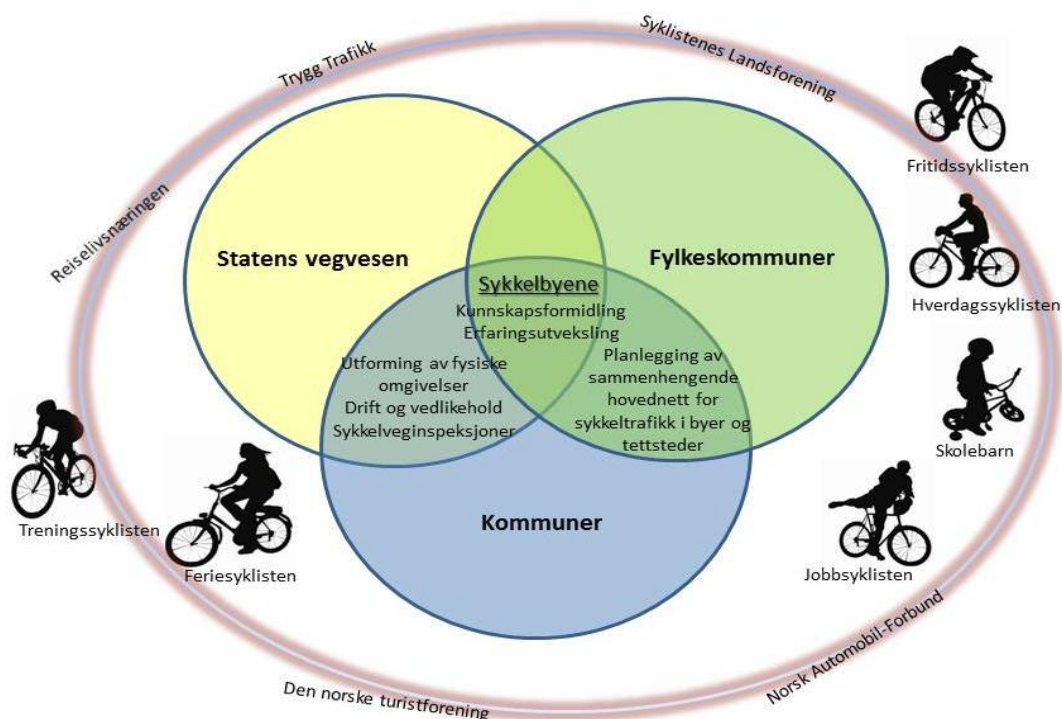 Syklistenes Landsforening
Trygg Trafikk
Reiselivsnæringen
Fritidssyklisten
Statens vegvesen
Fylkeskommuner
Hverdagssyklisten
Sykkelbyene
Kunnskapsformidling
Erfaringsutveksling
Utforming av fysiske
omgivelser
Drift og vedlikehold
Sykkelveginspeksjoner
Planlegging av
sammenhengende
hovednett for
sykkeltrafikk i byer og
tettsteder
Skolebarn
Treningssyklisten
Feriesyklisten
Kommuner
Jobbsyklisten
Norsk Automobil-Forbund
Den norske turistforening